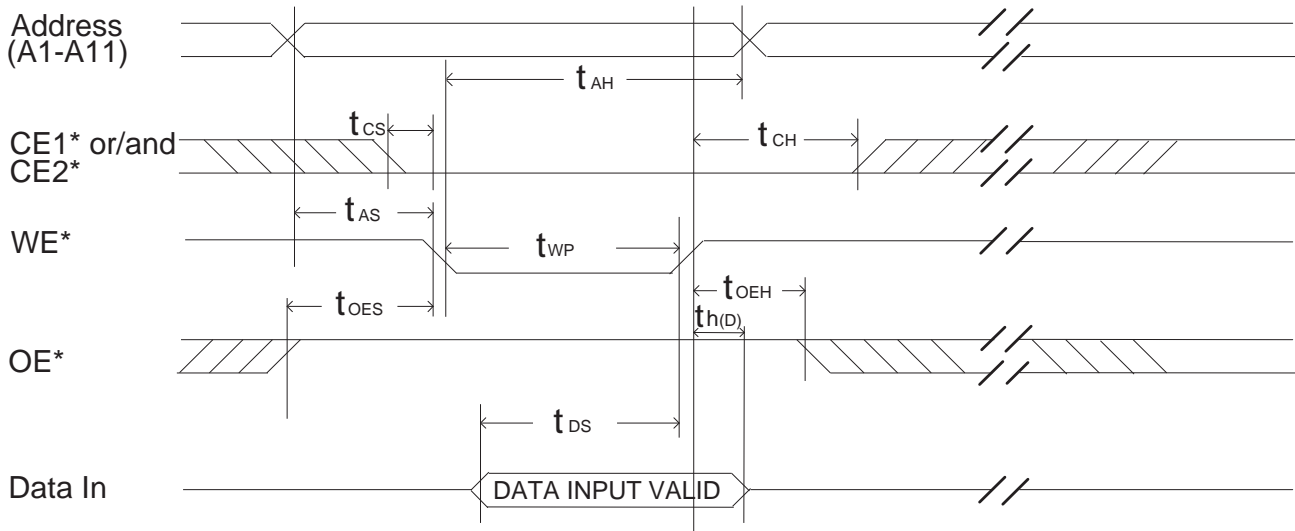 Address
(A1-A11)
t AH
t CS
t CH
CE1* or/and
CE2*
t AS
WE*
t WP
t OEH
t OES
t h(D)
OE*
t DS
Data In
DATA INPUT VALID